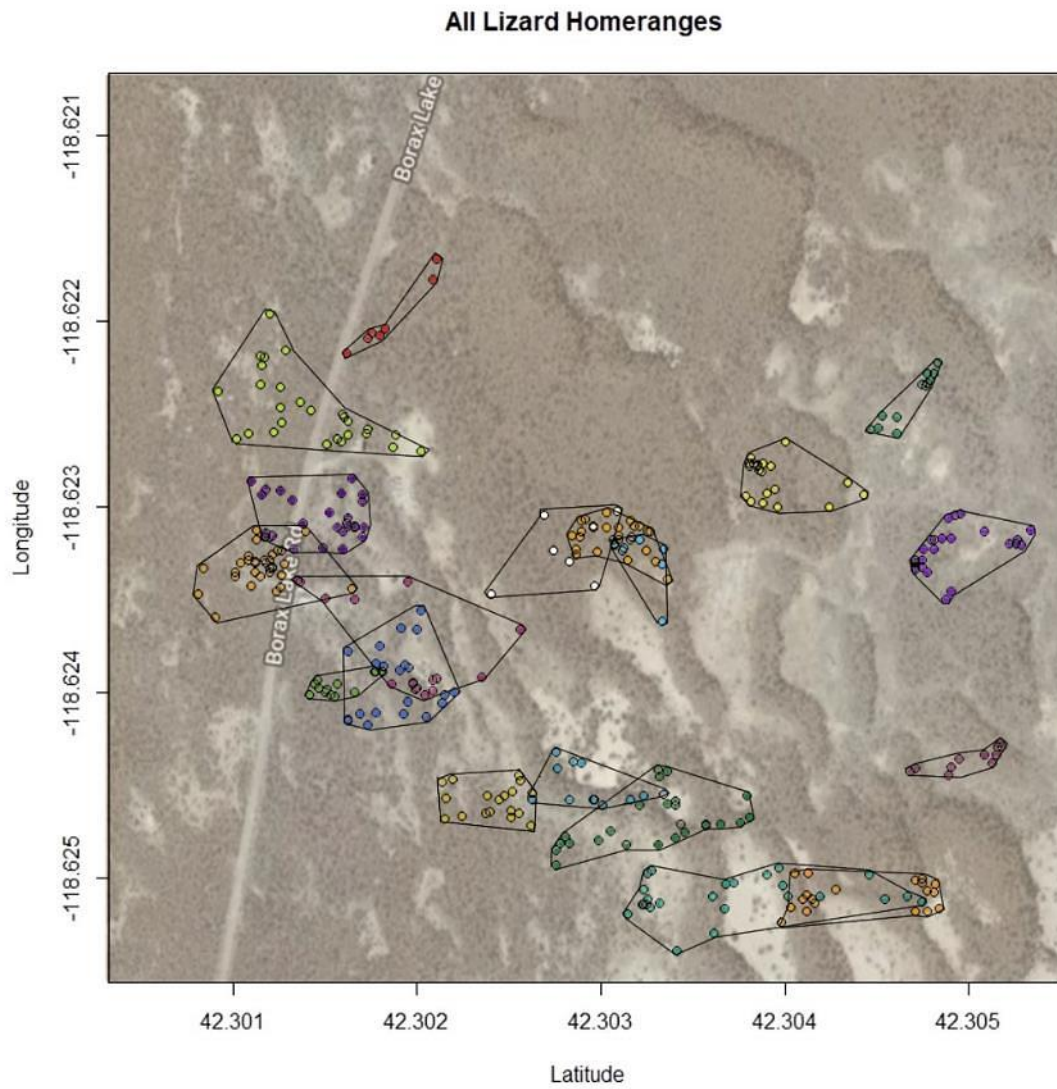 All Lizard Homeranges
-118.621
-118.622
-118.623
-118.624
-118.625
Longitude
Borax Lake
Borax Lake Rd
42.301
42.302
42.303
42.304
42.305
Latitude